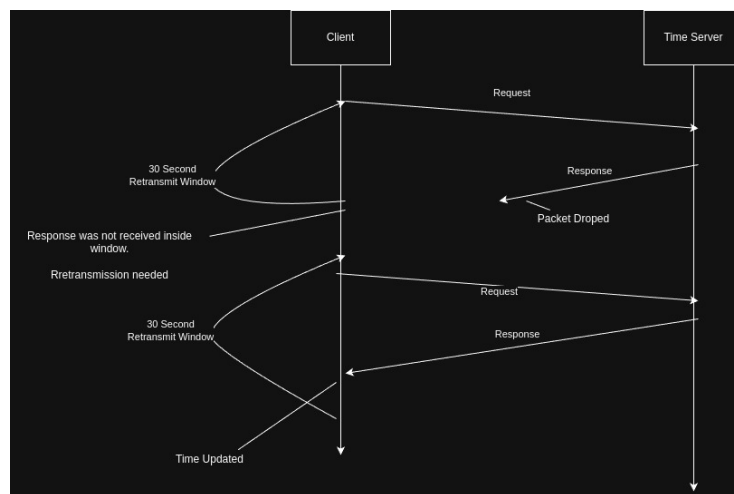 Client
Time Server
Request
30 Second
Retransmit Window
Response
Packet Droped
Response was not received inside
window.
Rretransmission needed
Request
30 Second
Retransmit Window
Response
Time Updated